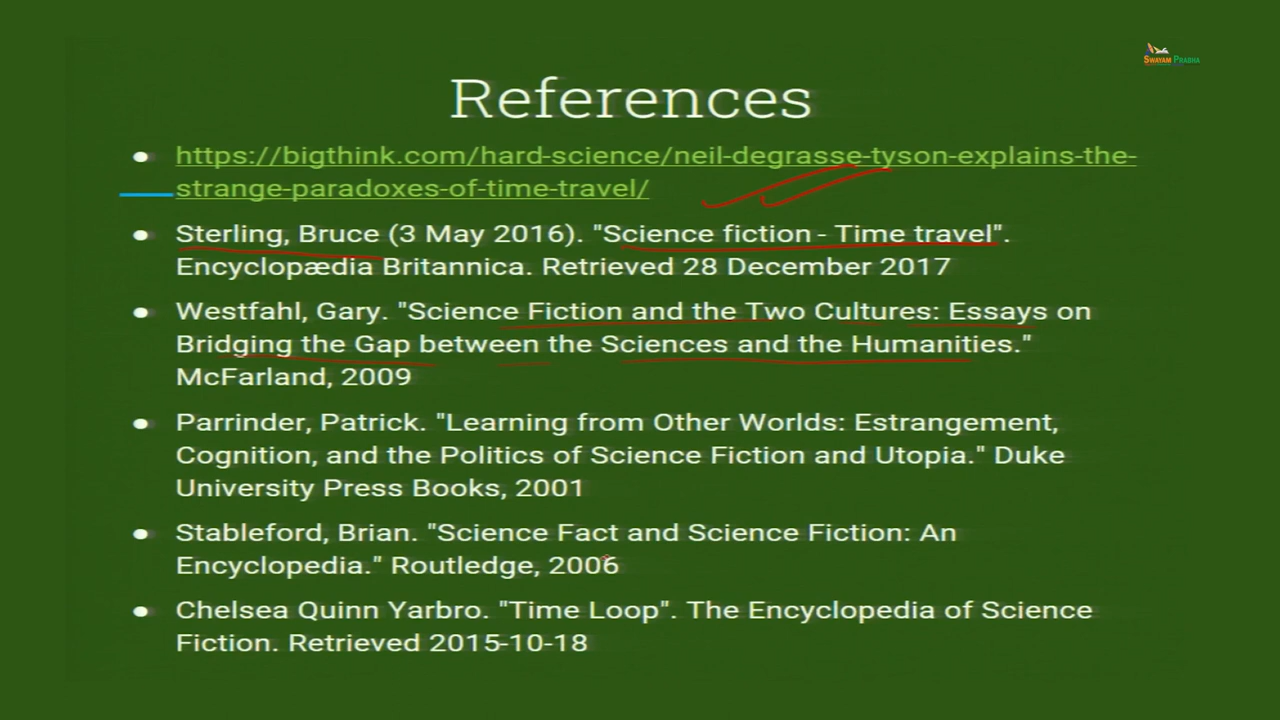 SWAYAM PRABHA
References
https://bigthink.com/hard-science/neil-degrasse-tyson-explains-the-
strange-paradoxes-of-time-travel/
Sterling, Bruce (3 May 2016). "Science fiction - Time travel".
Encyclopædia Britannica. Retrieved 28 December 2017
Westfahl, Gary. "Science Fiction and the Two Cultures: Essays on
Bridging the Gap between the Sciences and the Humanities."
McFarland, 2009
Parrinder, Patrick. "Learning from Other Worlds: Estrangement,
Cognition, and the Politics of Science Fiction and Utopia." Duke
University Press Books, 2001
Stableford, Brian. "Science Fact and Science Fiction: An
Encyclopedia." Routledge, 2006
Chelsea Quinn Yarbro. "Time Loop". The Encyclopedia of Science
Fiction. Retrieved 2015-10-18